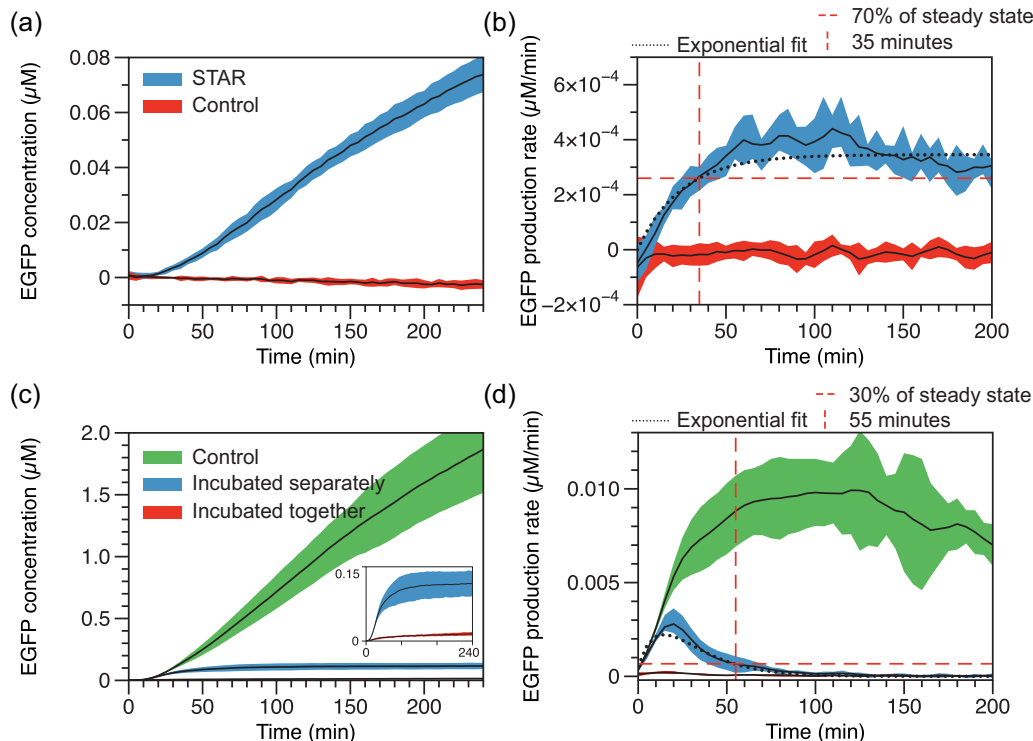 (a)
0.08
0.06
0.04
0.02
0
EGFP concentration (µM)
STAR
Control
0
50
100
150
200
Time (min)
(b)
70% of steady state
Exponential fit
35 minutes
6×10⁻⁴
4×10⁻⁴
2×10⁻⁴
0
−2×10⁻⁴
EGFP production rate (µM/min)
0
50
100
150
200
Time (min)
(c)
2.0
1.5
1.0
0.5
0
EGFP concentration (µM)
Control
Incubated separately
Incubated together
0.15
0
0
240
0
50
100
150
200
Time (min)
(d)
30% of steady state
Exponential fit
55 minutes
0.010
0.005
0
EGFP production rate (µM/min)
0
50
100
150
200
Time (min)